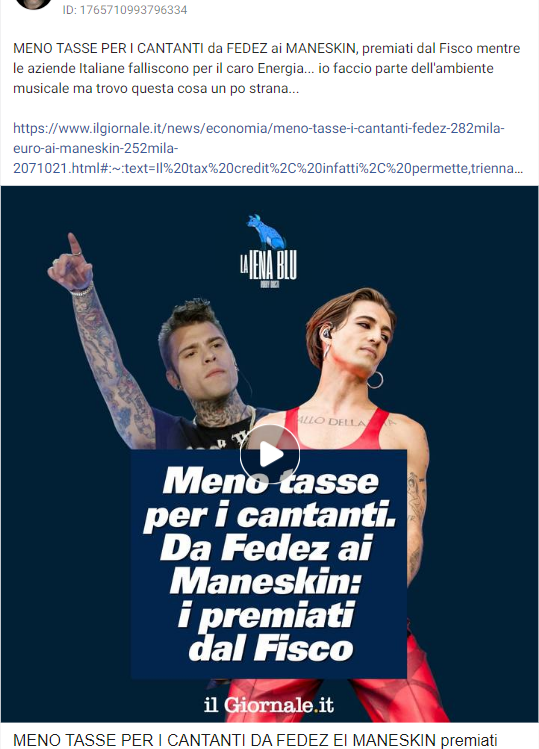 ID: 1765710993796334
MENO TASSE PER I CANTANTI da FEDEZ ai MANESKIN, premiati dal Fisco mentre
le aziende Italiane falliscono per il caro Energia... io faccio parte dell'ambiente
musicale ma trovo questa cosa un po strana...
https://www.ilgiornale.it/news/economia/meno-tasse-i-cantanti-fedez-282mila-
euro-ai-maneskin-252mila-
2071021.html#:~:text=Il%20tax%20credit%2C%20infatti%2C%20permette,trienna...
LA IENA BLU
Meno tasse
per i cantanti.
Da Fedez ai
Maneskin:
i premiati
dal Fisco
il Giornale.it
MENO TASSE PER I CANTANTI DA FEDEZ EI MANESKIN premiati